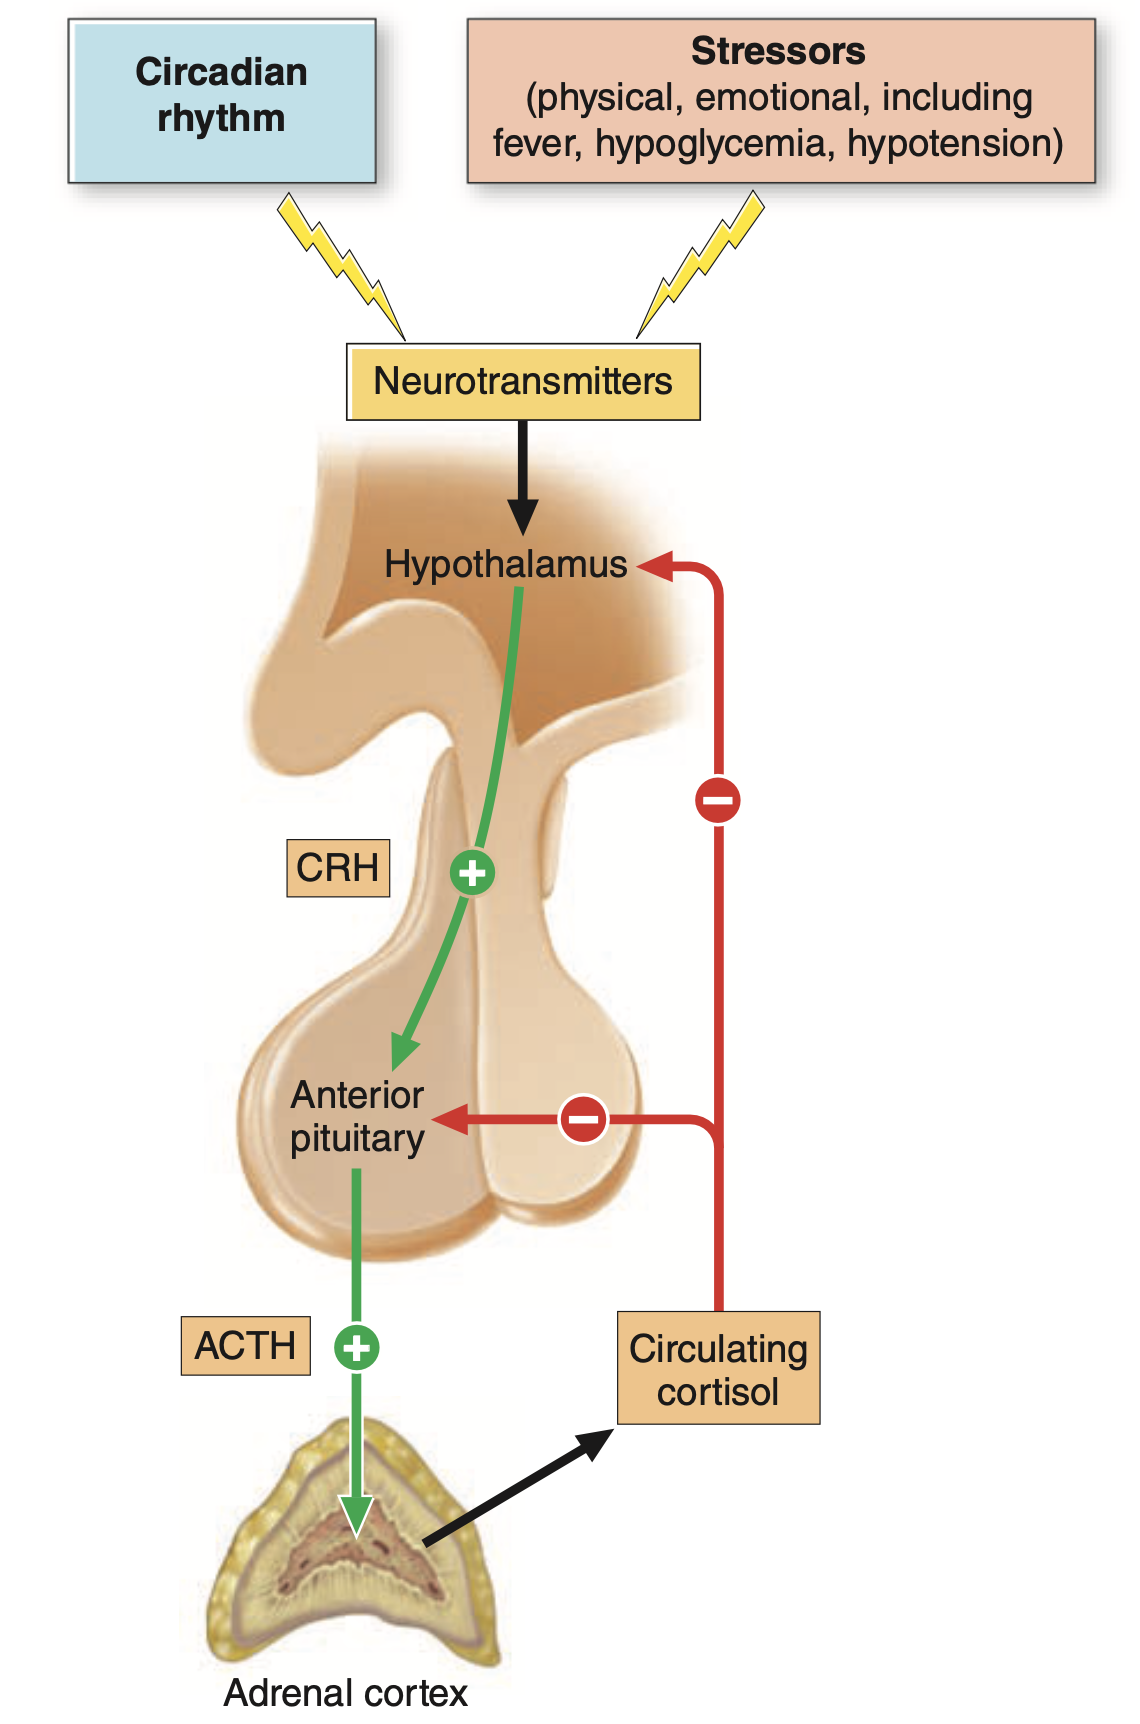 Circadian
rhythm
Stressors
(physical, emotional, including
fever, hypoglycemia, hypotension)
Neurotransmitters
Hypothalamus
CRH
Anterior
pituitary
ACTH
Circulating
cortisol
Adrenal cortex